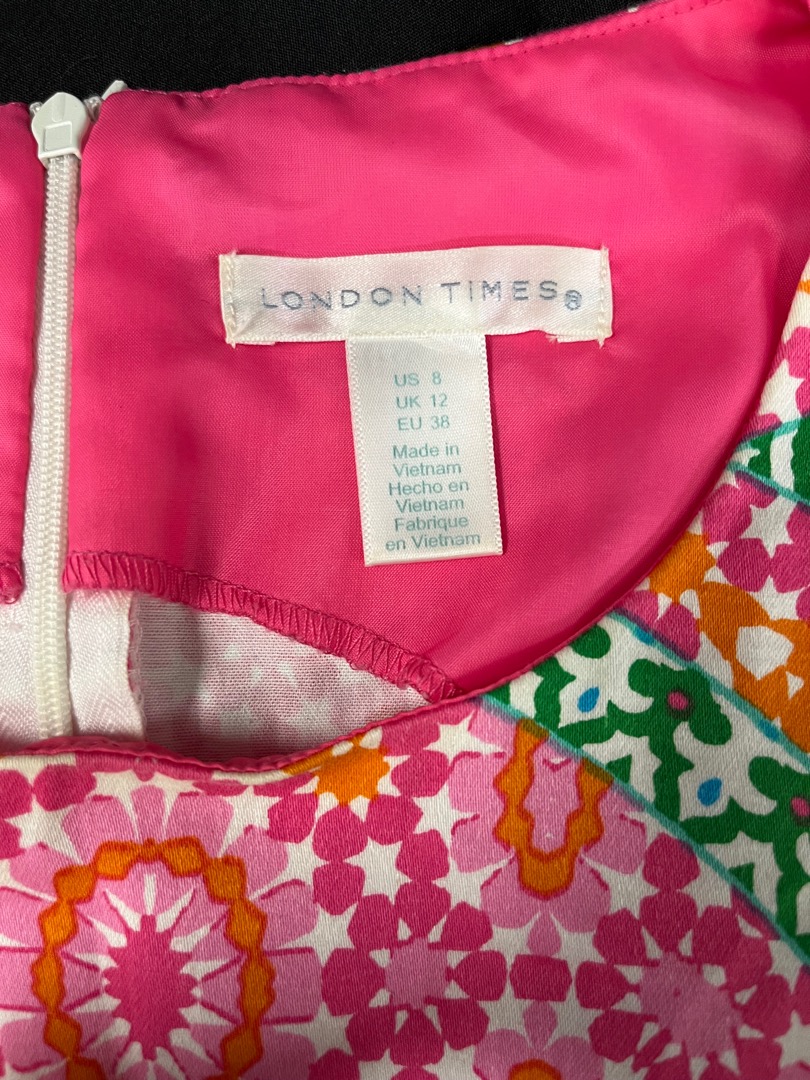 LONDON TIMES®
US 8
UK 12
EU 38
Made in
Vietnam
Hecho en
Vietnam
Fabrique
en Vietnam